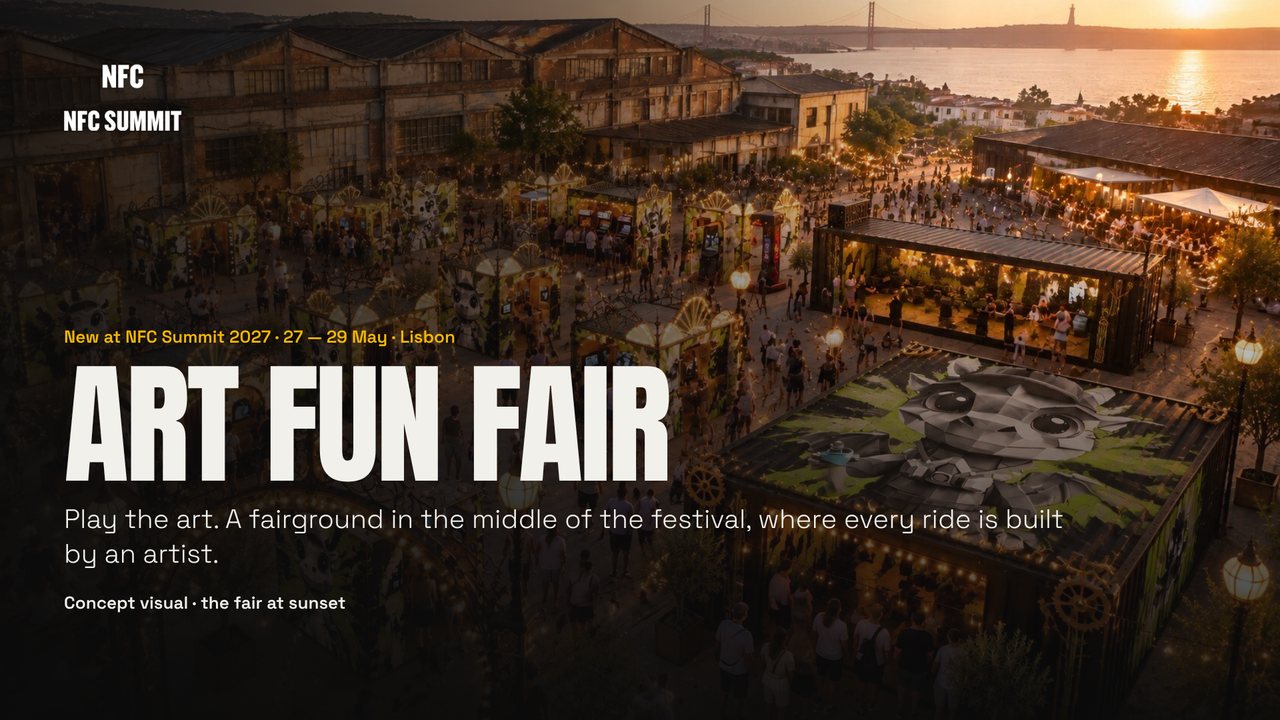 NFC
NFC SUMMIT
New at NFC Summit 2027 · 27 — 29 May · Lisbon
ART FUN FAIR
Play the art. A fairground in the middle of the festival, where every ride is built
by an artist.
Concept visual · the fair at sunset